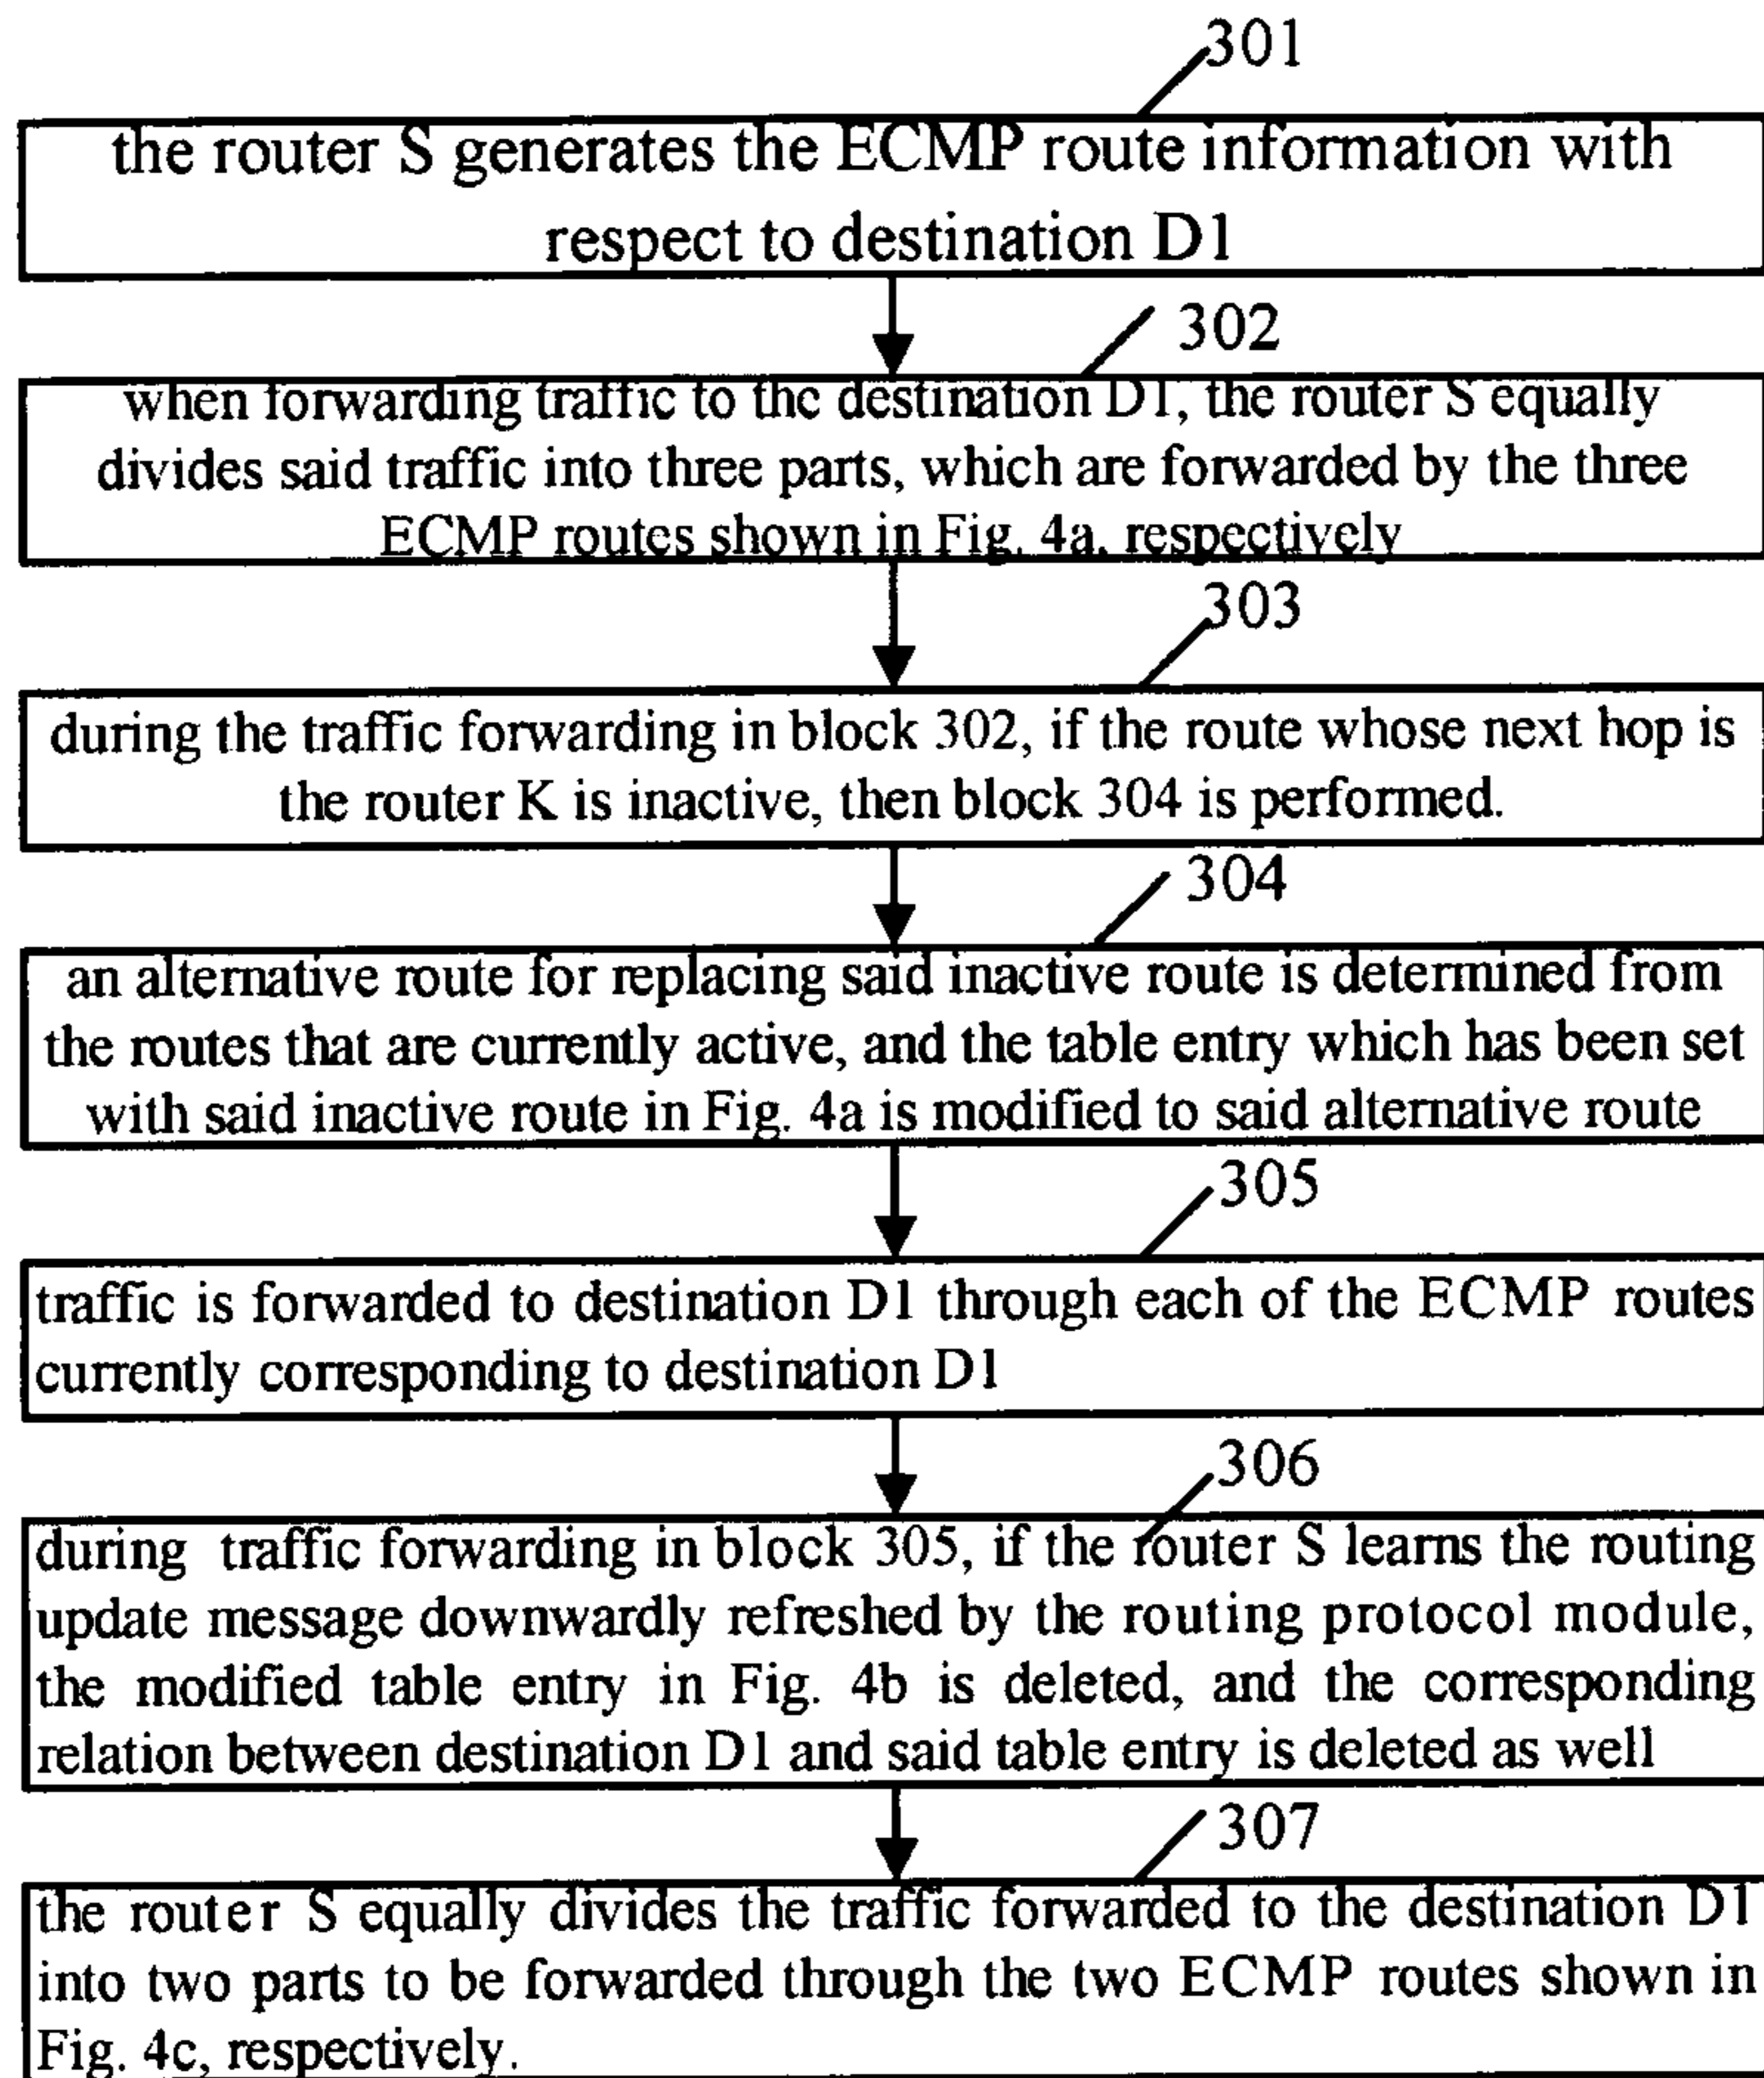 301
the router S generates the ECMP route information with
respect to destination D1
302
when forwarding traffic to the destination D1, the router S equally
divides said traffic into three parts, which are forwarded by the three
ECMP routes shown in Fig. 4a, respectively
303
during the traffic forwarding in block 302, if the route whose next hop is
the router K is inactive, then block 304 is performed.
304
an alternative route for replacing said inactive route is determined from
the routes that are currently active, and the table entry which has been set
with said inactive route in Fig. 4a is modified to said alternative route
305
traffic is forwarded to destination D1 through each of the ECMP routes
currently corresponding to destination D1
306
during traffic forwarding in block 305, if the router S learns the routing
update message downwardly refreshed by the routing protocol module,
the modified table entry in Fig. 4b is deleted, and the corresponding
relation between destination D1 and said table entry is deleted as well
307
the router S equally divides the traffic forwarded to the destination D1
into two parts to be forwarded through the two ECMP routes shown in
Fig. 4c, respectively.